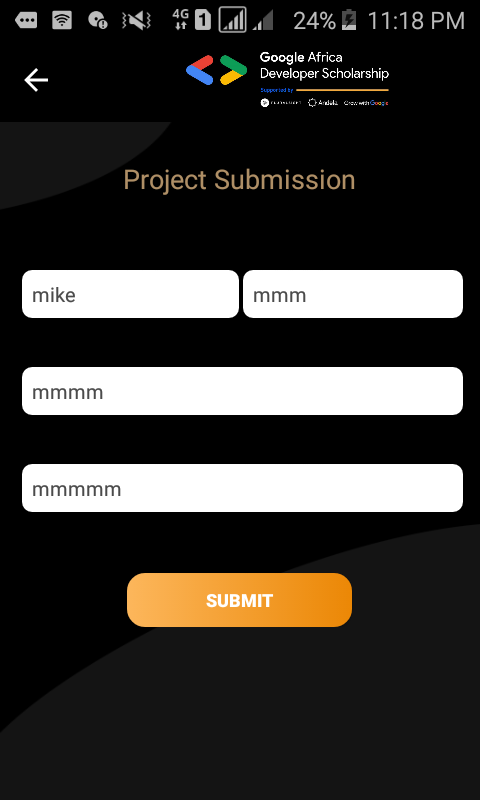 4G 1 24% 11:18 PM
Google Africa
Developer Scholarship
Supported by
PLURALSIGHT Andela Grow with Google
Project Submission
mike mmm
mmmm
mmmmm
SUBMIT